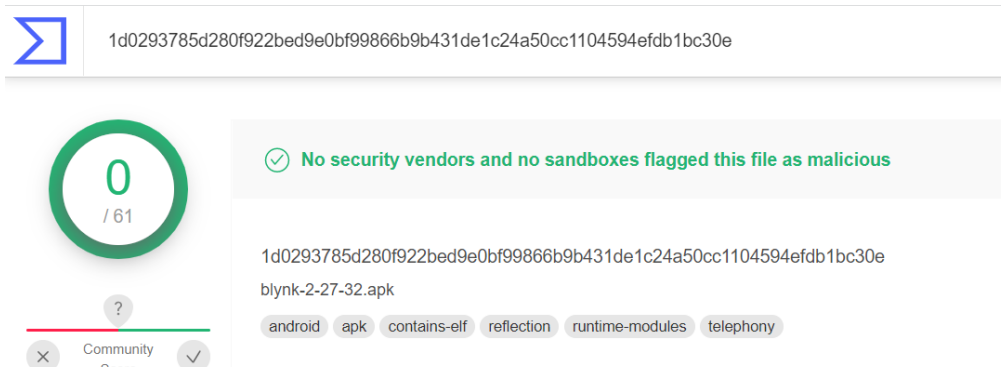 1d0293785d280f922bed9e0bf99866b9b431de1c24a50cc1104594efdb1bc30e
0
/ 61
No security vendors and no sandboxes flagged this file as malicious
1d0293785d280f922bed9e0bf99866b9b431de1c24a50cc1104594efdb1bc30e
blynk-2-27-32.apk
?
android apk contains-elf reflection runtime-modules telephony
Community